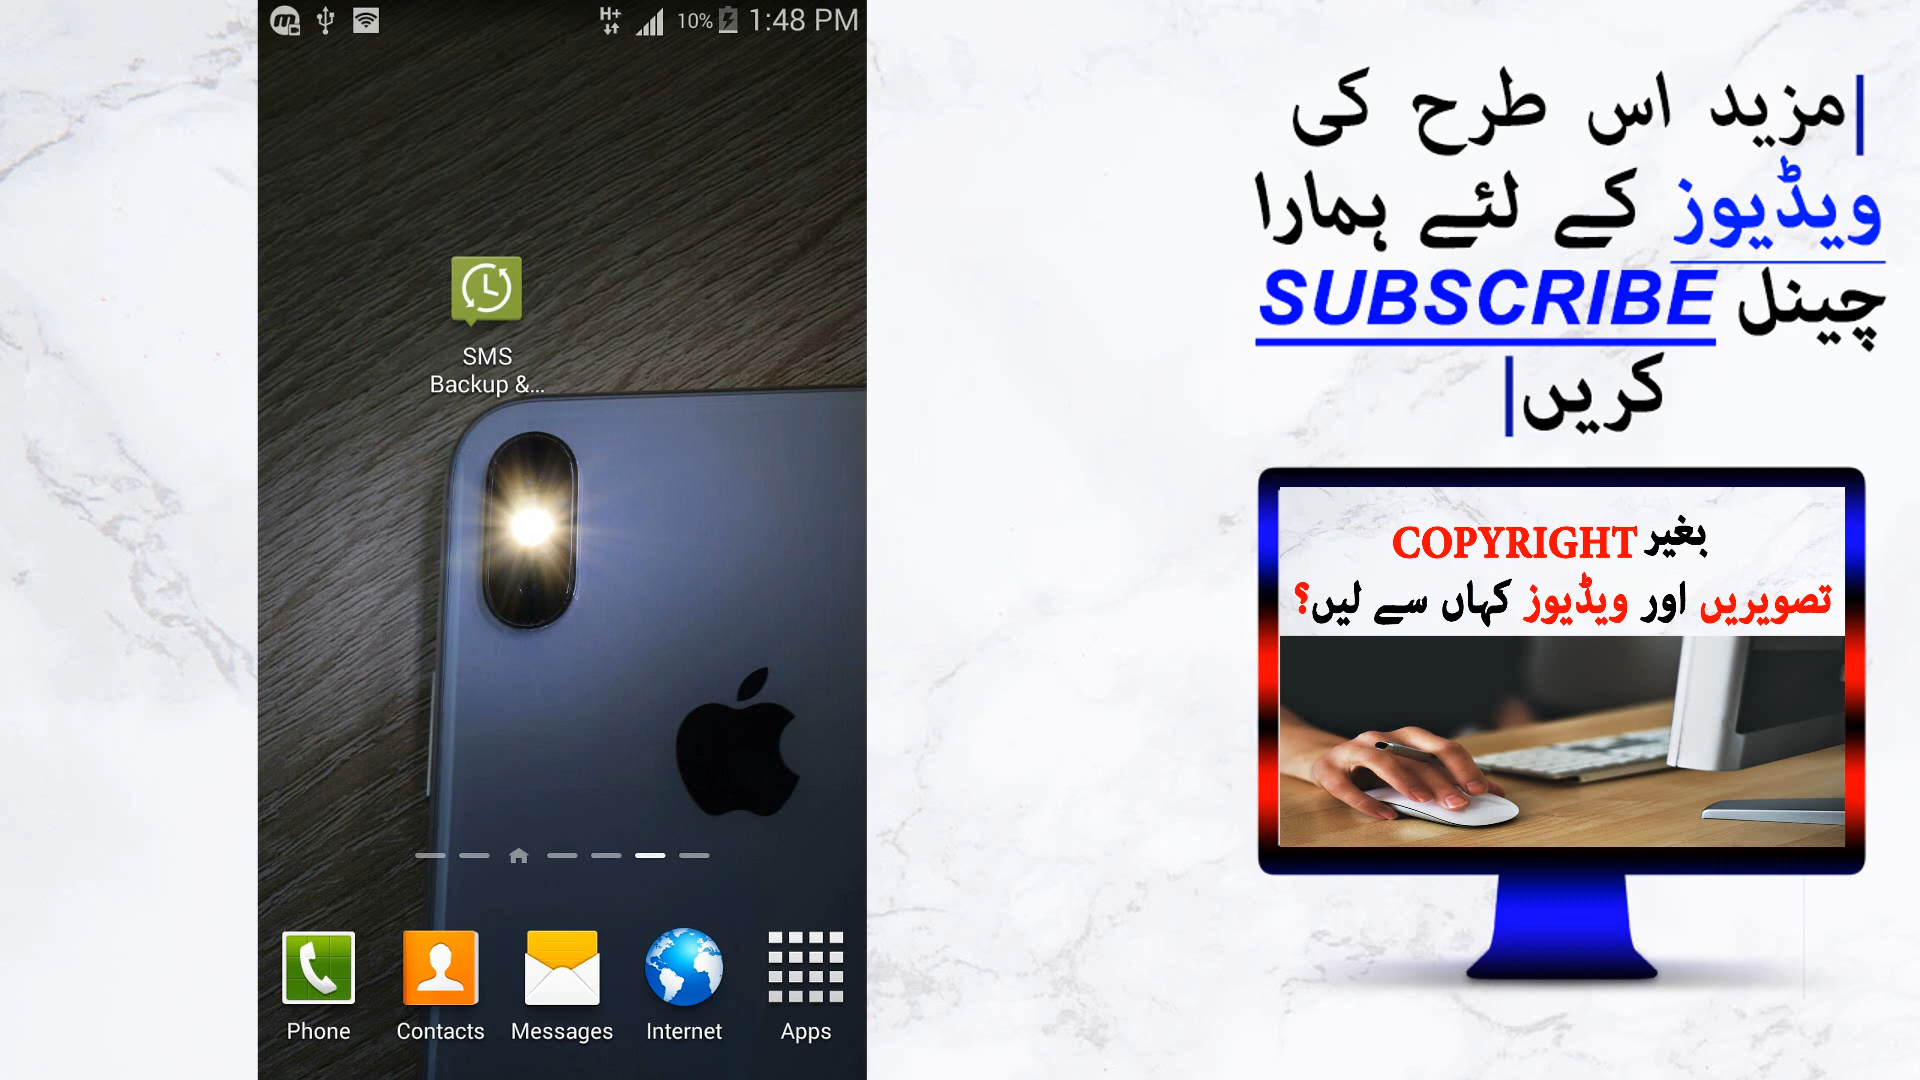 H+ 10% 1:48 PM
SMS
Backup &...
Phone Contacts Messages Internet Apps
|مزید اس طرح کی
ویڈیوز کے لئے ہمارا
چینل SUBSCRIBE
کریں|
بغیر COPYRIGHT
تصویریں اور ویڈیوز کہاں سے لیں؟